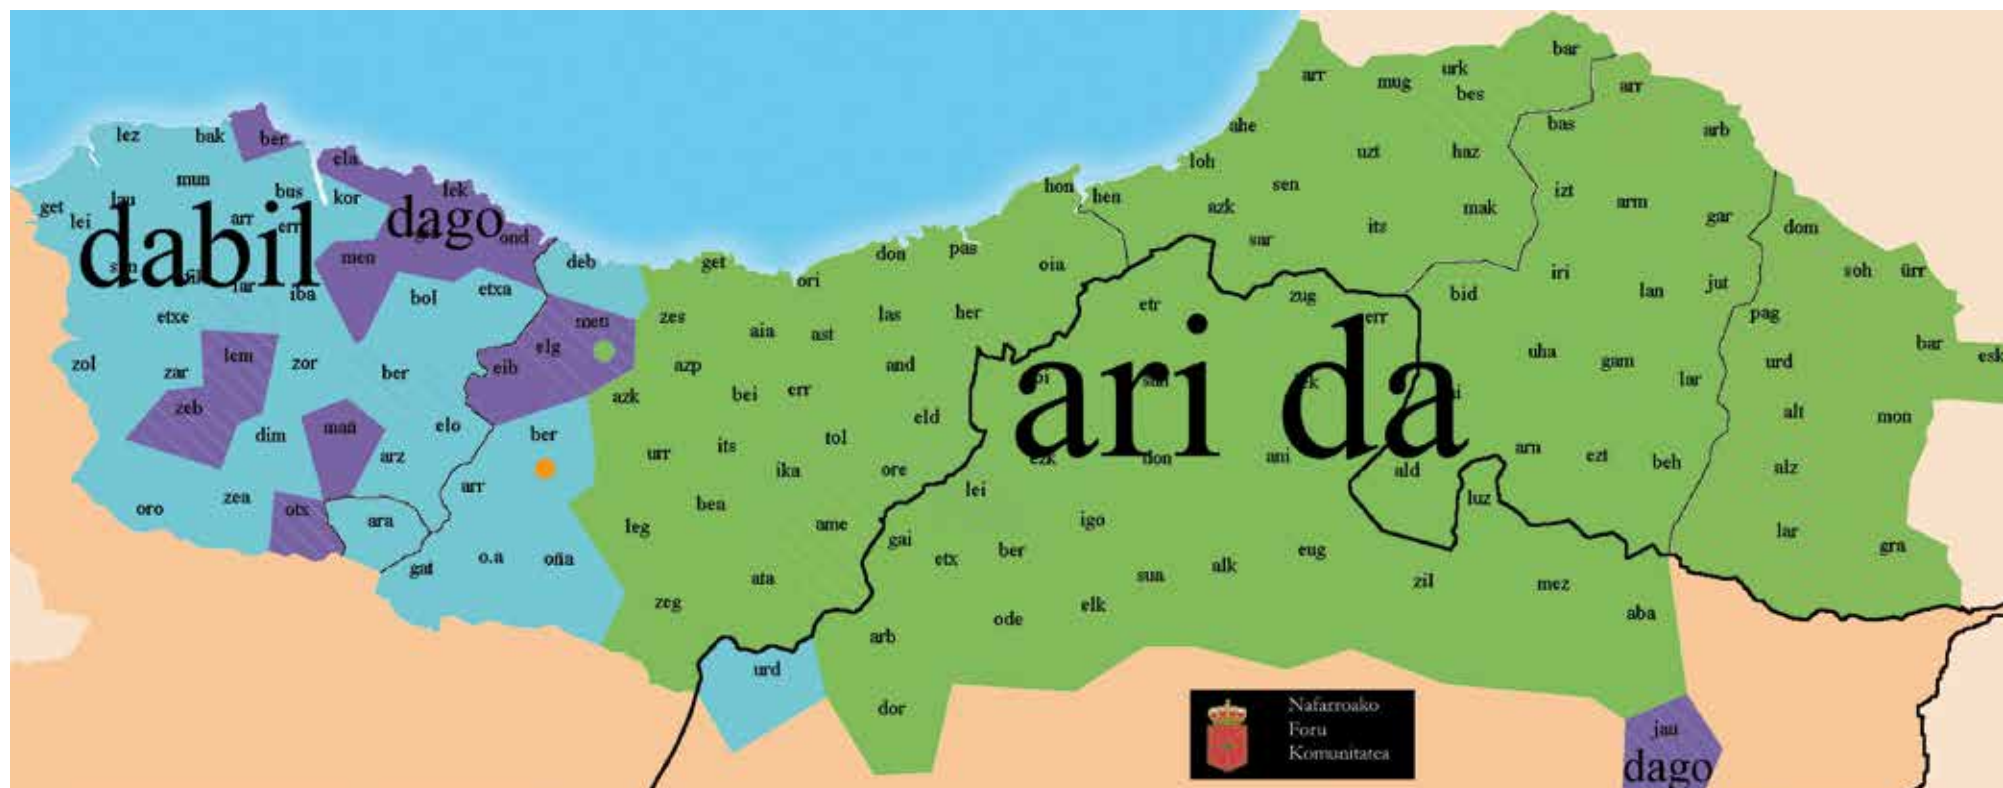 bar
urk
arr
mug
bes
arr
lez
bak
ber
ahe
bas
arb
ela
loh
uzt
haz
mun
bus
kor
lek
hon
hen
sen
izt
get
lau
lei
arr
err
azk
mak
arm
gar
dabil
dago
ond
its
dom
sar
men
deb
get
don
pas
oia
soh
ürr
iba
bol
etxa
ori
iri
lan
jut
bid
etxe
men
zes
aia
ast
las
her
etr
zug
err
pag
zol
zar
lem
zor
ber
eib
elg
azp
and
uha
gam
lar
urd
bar
esk
ari da
zeb
dim
mañ
elo
azk
bei
err
eld
alt
mon
arz
ber
urr
its
tol
ika
ore
ezk
don
ani
ald
arn
ezt
beh
alz
oro
zea
otx
ara
arr
bea
lei
luz
leg
ame
gai
igo
lar
gra
gat
o.a
oña
ata
etx
ber
sua
alk
eug
zil
mez
zeg
arb
ode
elk
aba
urd
dor
Nafarroako
Foru
Komunitatea
jau
dago